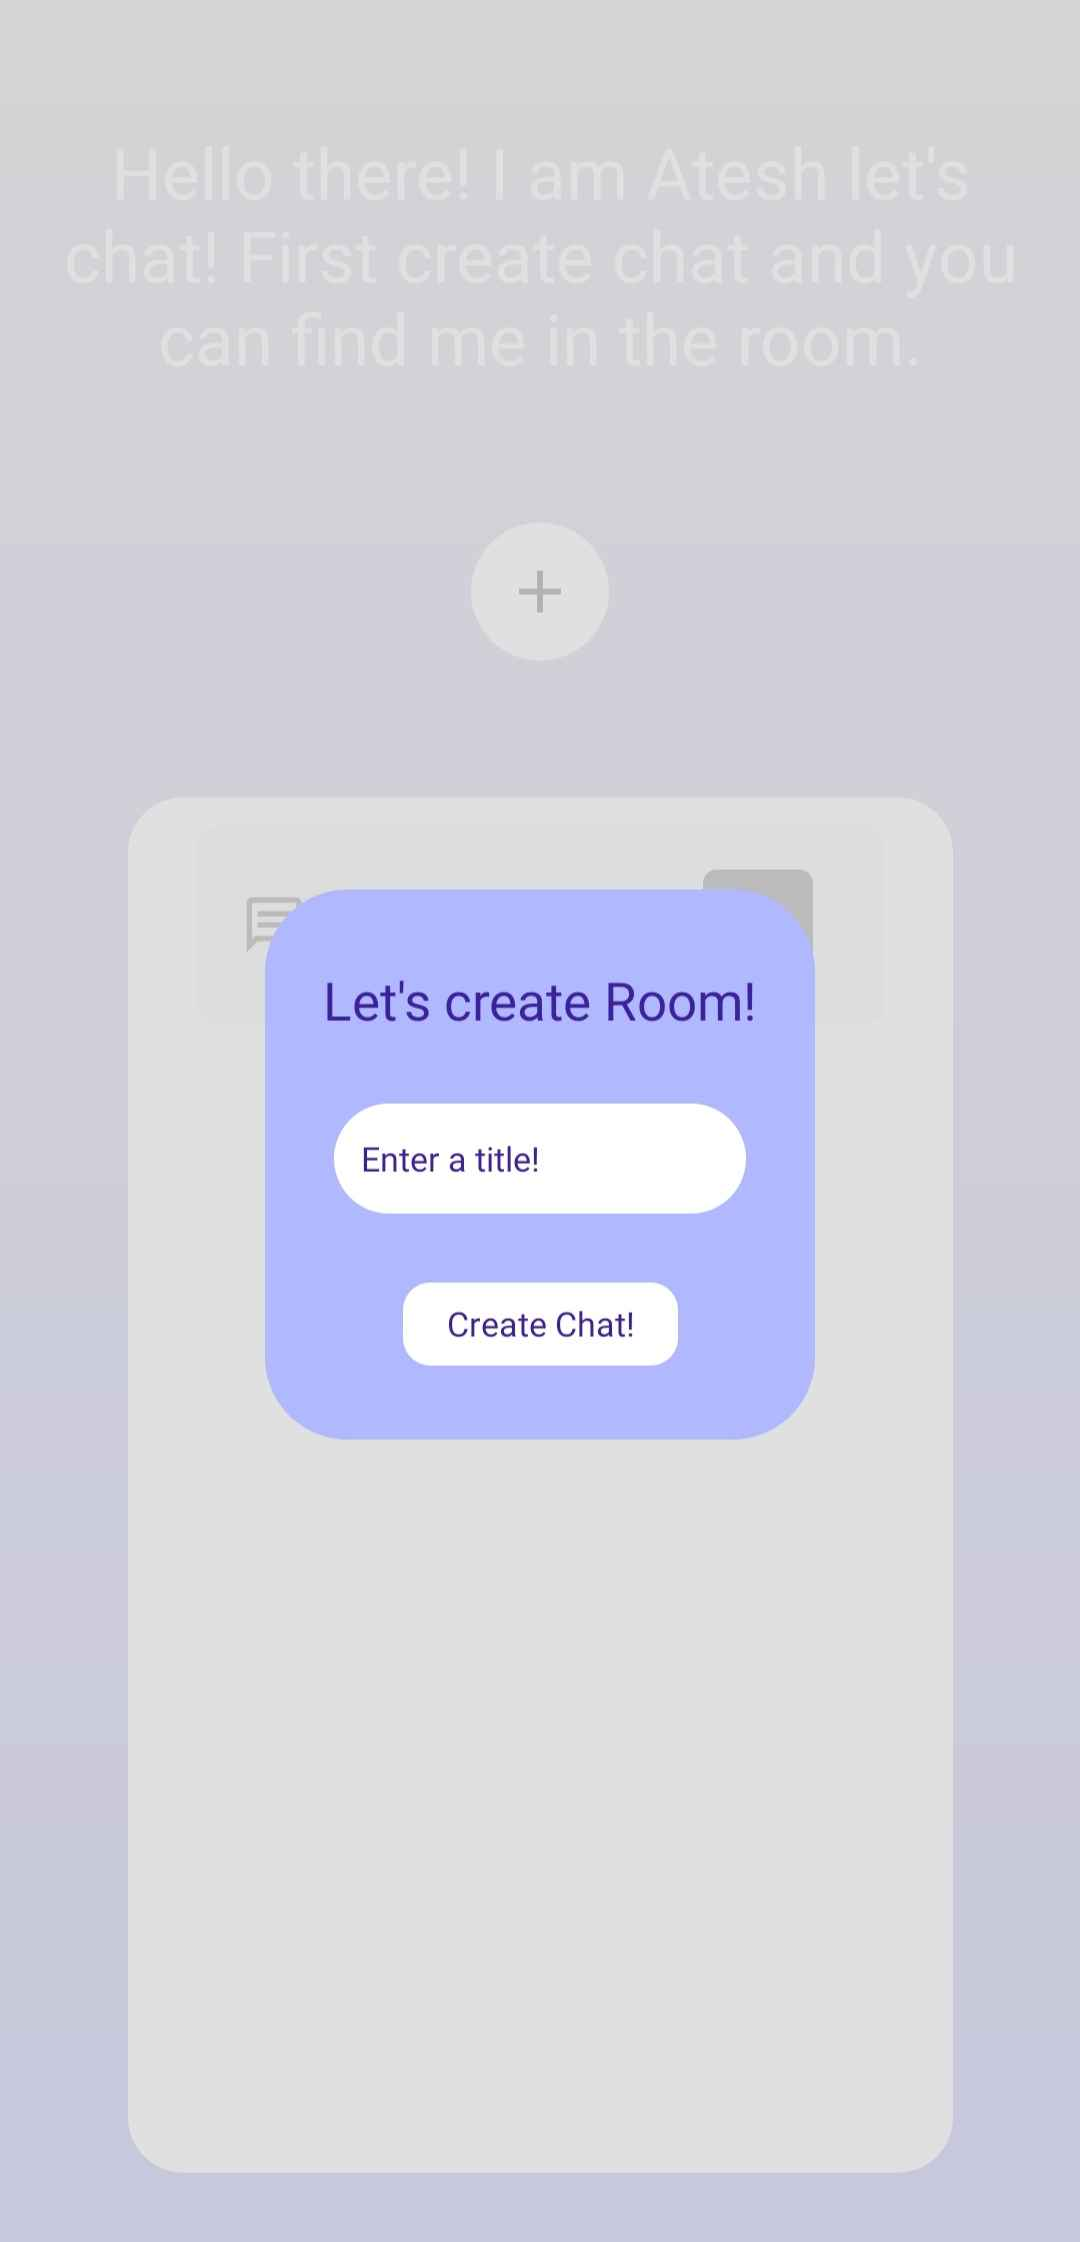 Hello there! I am Atesh let's
chat! First create chat and you
can find me in the room.
Let's create Room!
Enter a title!
Create Chat!